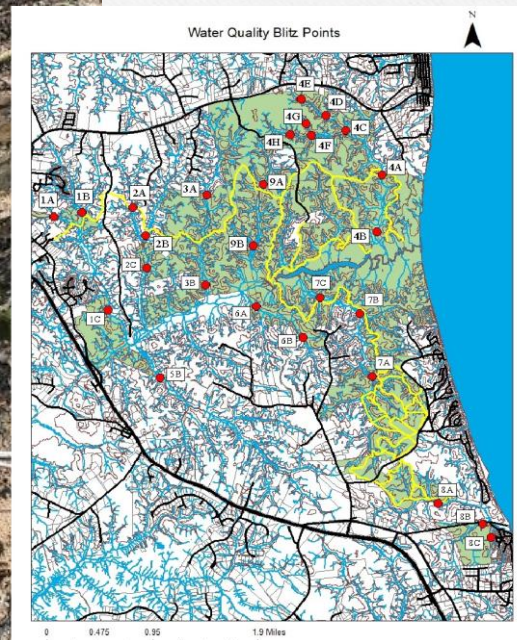 Water Quality Blitz Points
N
4E
4D
4G
4C
4H
4F
4A
9A
3A
1A
1B
2A
2B
9B
4B
2C
3B
7C
6A
7B
1C
6B
7A
5B
8A
8B
8C
0 0.475 0.95 1.9 Miles